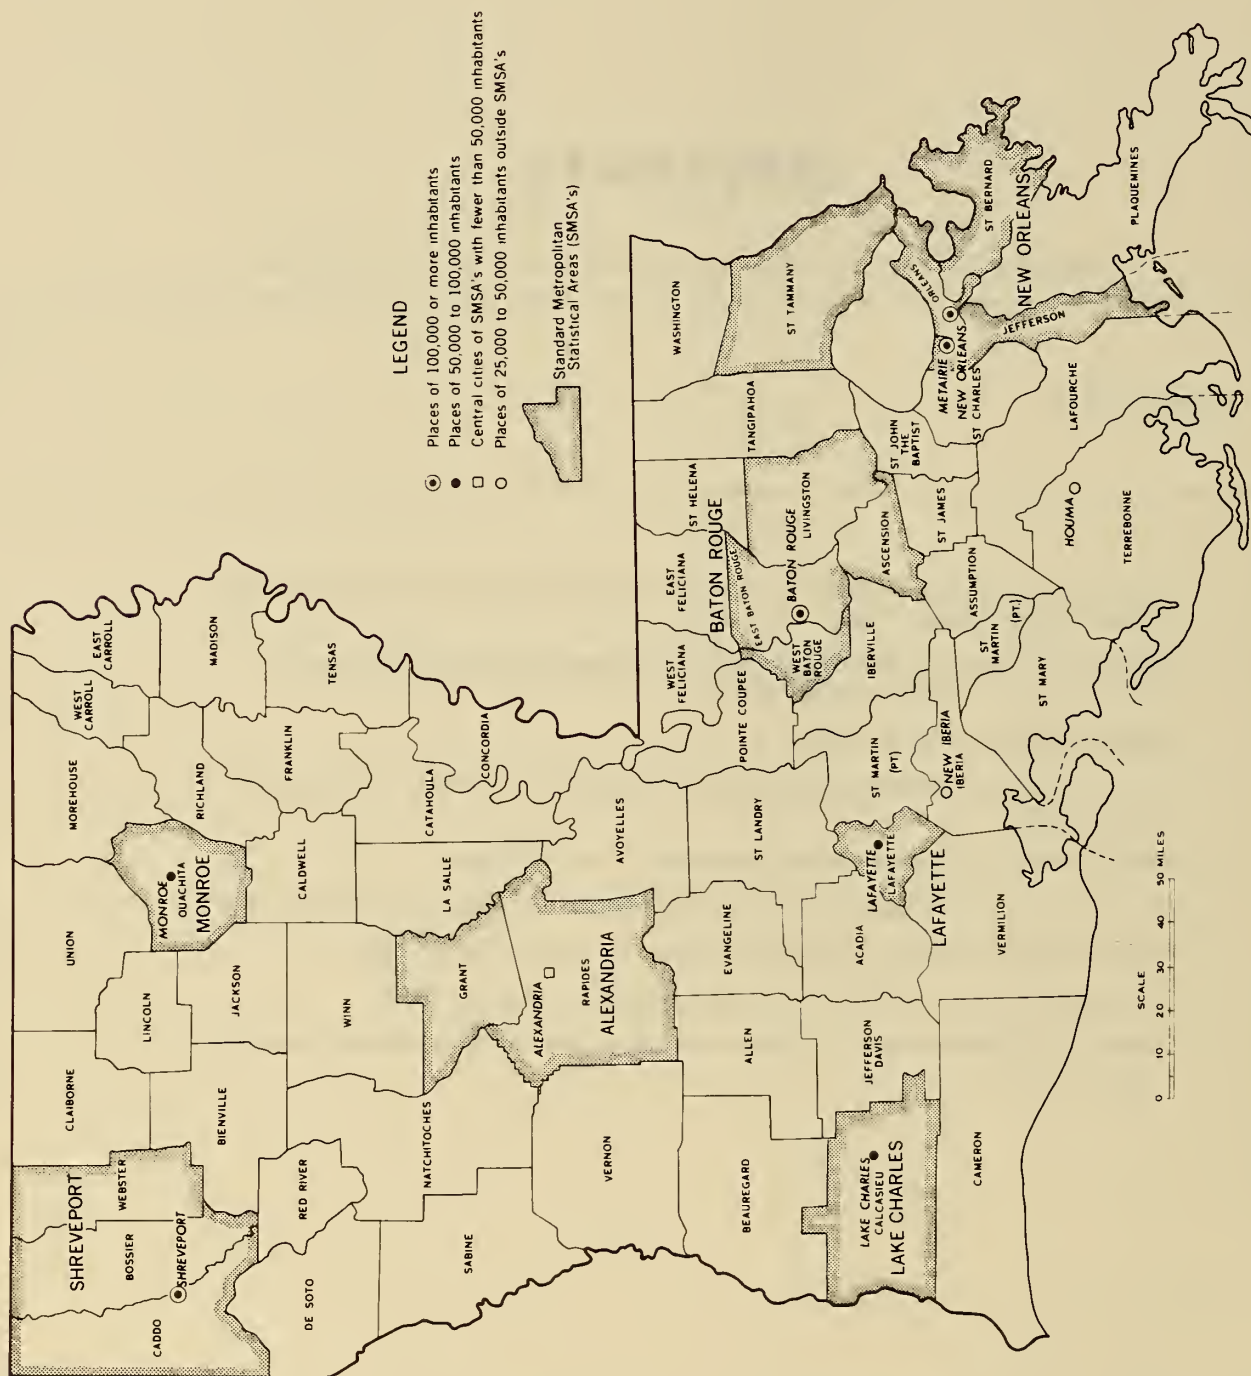 LEGEND
Places of 100,000 or more inhabitants
Places of 50,000 to 100,000 inhabitants
Central cities of SMSA's with fewer than 50,000 inhabitants
Places of 25,000 to 50,000 inhabitants outside SMSA's
Standard Metropolitan
Statistical Areas (SMSA's)
SHREVEPORT
CADDO
BOSSIER
SHREVEPORT
WEBSTER
CLAIBORNE
UNION
MOREHOUSE
WEST
CARROLL
EAST
CARROLL
LINCOLN
MONROE
OUACHITA
MONROE
RICHLAND
MADISON
BIENVILLE
JACKSON
CALDWELL
FRANKLIN
TENSAS
DE SOTO
RED RIVER
WINN
NATCHITOCHES
SABINE
GRANT
LA SALLE
CATAHOULA
CONCORDIA
VERNON
ALEXANDRIA
RAPIDES
ALEXANDRIA
AVOYELLES
BEAUREGARD
ALLEN
EVANGELINE
ST LANDRY
POINTE COUPEE
WEST
FELICIANA
EAST
FELICIANA
ST HELENA
TANGIPAHOA
WASHINGTON
ST TAMMANY
BATON ROUGE
EAST BATON ROUGE
BATON ROUGE
WEST
BATON
ROUGE
LIVINGSTON
LAKE CHARLES
CALCASIEU
LAKE CHARLES
JEFFERSON
DAVIS
ACADIA
LAFAYETTE
LAFAYETTE
LAFAYETTE
ST MARTIN
(PT)
IBERVILLE
ASCENSION
ST JOHN
THE
BAPTIST
ST JAMES
CAMERON
VERMILION
NEW IBERIA
IBERIA
ST
MARTIN
(PT.)
ASSUMPTION
ST MARY
ST CHARLES
METAIRIE
NEW ORLEANS
ORLEANS
ST BERNARD
NEW ORLEANS
JEFFERSON
PLAQUEMINES
LAFOURCHE
HOUMA
TERREBONNE
SCALE
0 10 20 30 40 50 MILES